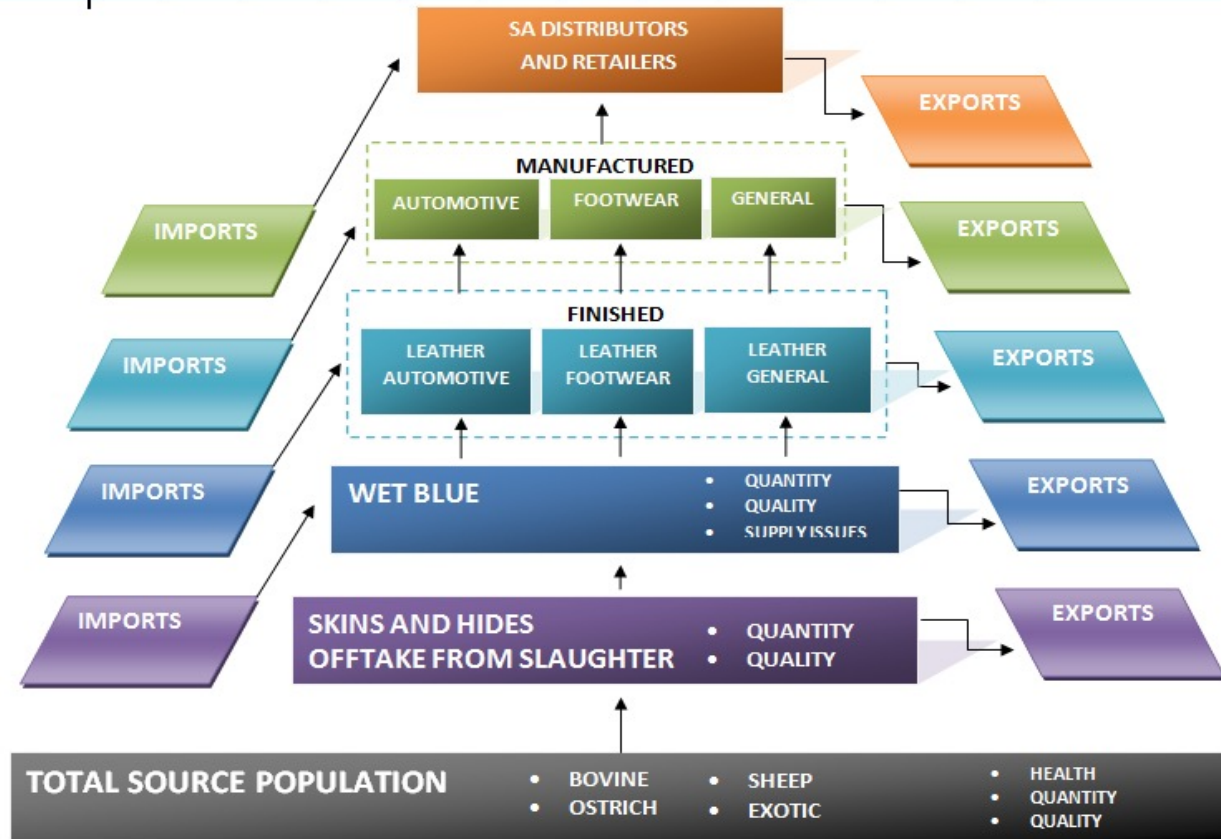 SA DISTRIBUTORS
AND RETAILERS
EXPORTS
MANUFACTURED
AUTOMOTIVE
FOOTWEAR
GENERAL
IMPORTS
EXPORTS
FINISHED
LEATHER
AUTOMOTIVE
LEATHER
FOOTWEAR
LEATHER
GENERAL
IMPORTS
EXPORTS
WET BLUE
• QUANTITY
• QUALITY
• SUPPLY ISSUES
IMPORTS
EXPORTS
SKINS AND HIDES
OFFTAKE FROM SLAUGHTER
• QUANTITY
• QUALITY
IMPORTS
EXPORTS
TOTAL SOURCE POPULATION
• BOVINE
• OSTRICH
• SHEEP
• EXOTIC
• HEALTH
• QUANTITY
• QUALITY